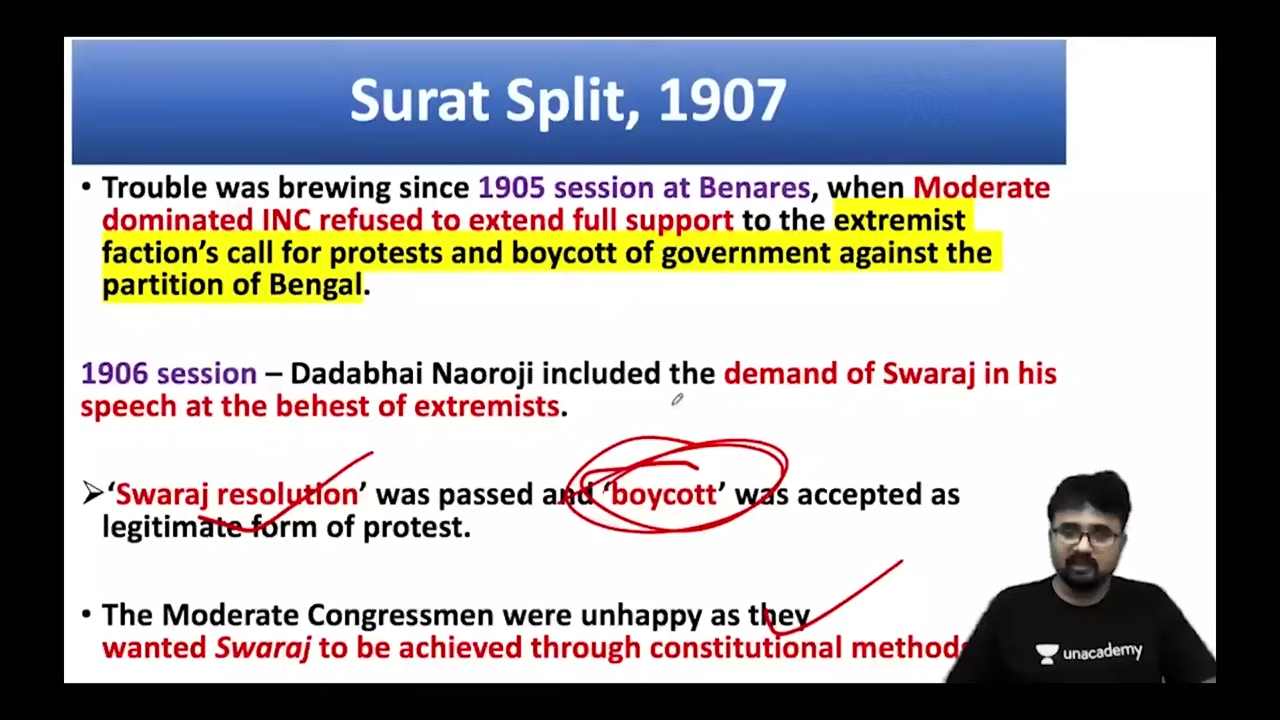 Surat Split, 1907
• Trouble was brewing since 1905 session at Benares, when Moderate
dominated INC refused to extend full support to the extremist
faction's call for protests and boycott of government against the
partition of Bengal.
1906 session – Dadabhai Naoroji included the demand of Swaraj in his
speech at the behest of extremists.
➢‘Swaraj resolution’ was passed and ‘boycott’ was accepted as
legitimate form of protest.
• The Moderate Congressmen were unhappy as they
wanted Swaraj to be achieved through constitutional methods
unacademy